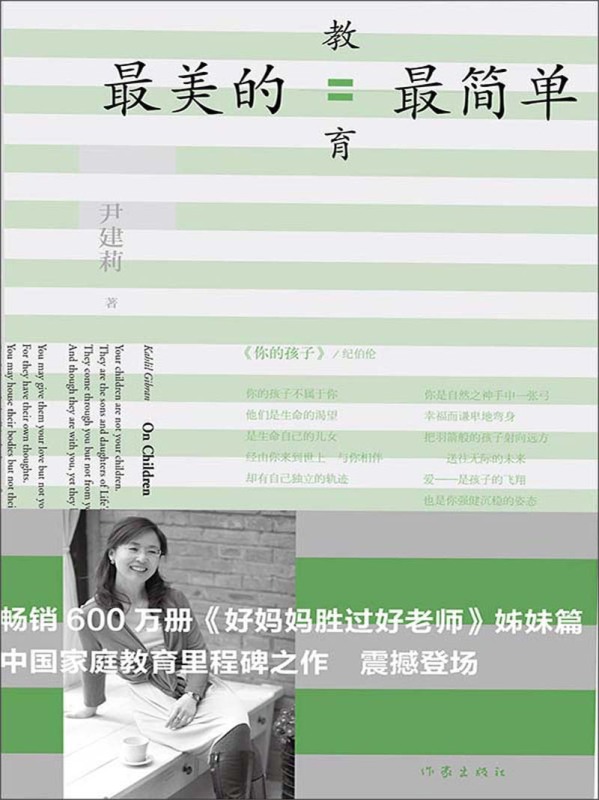 教
最美的 = 最简单
育
尹建莉
著
《你的孩子》/纪伯伦
你的孩子不属于你
他们是生命的渴望
是生命自己的儿女
经由你来到世上 与你相伴
却有自己独立的轨迹
你是自然之神手中一张弓
幸福而谦卑地弯身
把羽箭般的孩子射向远方
送往无际的未来
爱——是孩子的飞翔
也是你强健沉稳的姿态
Kahlil Gibran On Children
Your children are not your children.
They are the sons and daughters of Life'
They come through you but not from y
And though they are with you, yet they
You may give them your love but not yo
For they have their own thoughts.
You may house their bodies but not thei
畅销 600 万册《好妈妈胜过好老师》姊妹篇
中国家庭教育里程碑之作 震撼登场
作家出版社